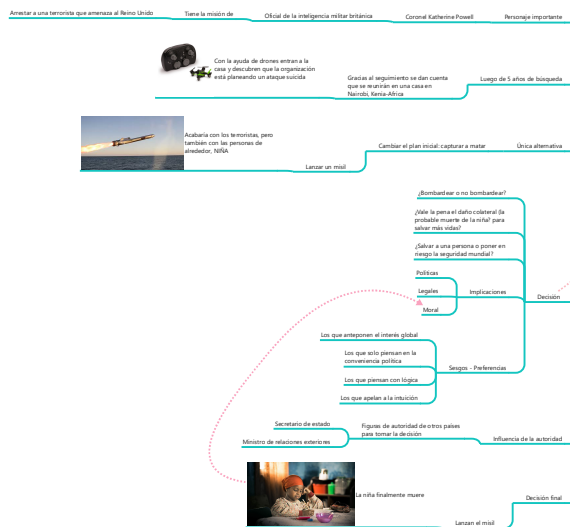 Arrestar a una terrorista que amenaza al Reino Unido
Tiene la misión de
Oficial de la inteligencia militar británica
Coronel Katherine Powell
Personaje importante
Con la ayuda de drones entran a la
casa y descubren que la organización
está planeando un ataque suicida
Gracias al seguimiento se dan cuenta
que se reunirán en una casa en
Nairobi, Kenia-Africa
Luego de 5 años de búsqueda
Acabaría con los terroristas, pero
también con las personas de
alrededor, NIÑA
Lanzar un misil
Cambiar el plan inicial: capturar a matar
Única alternativa
¿Bombardear o no bombardear?
¿Vale la pena el daño colateral (la
probable muerte de la niña? para
salvar más vidas?
¿Salvar a una persona o poner en
riesgo la seguridad mundial?
Políticas
Legales
Moral
Implicaciones
Decisión
Los que anteponen el interés global
Los que solo piensan en la
conveniencia política
Los que piensan con lógica
Los que apelan a la intuición
Sesgos - Preferencias
Secretario de estado
Ministro de relaciones exteriores
Figuras de autoridad de otros países
para tomar la decisión
Influencia de la autoridad
La niña finalmente muere
Lanzan el misil
Decisión final